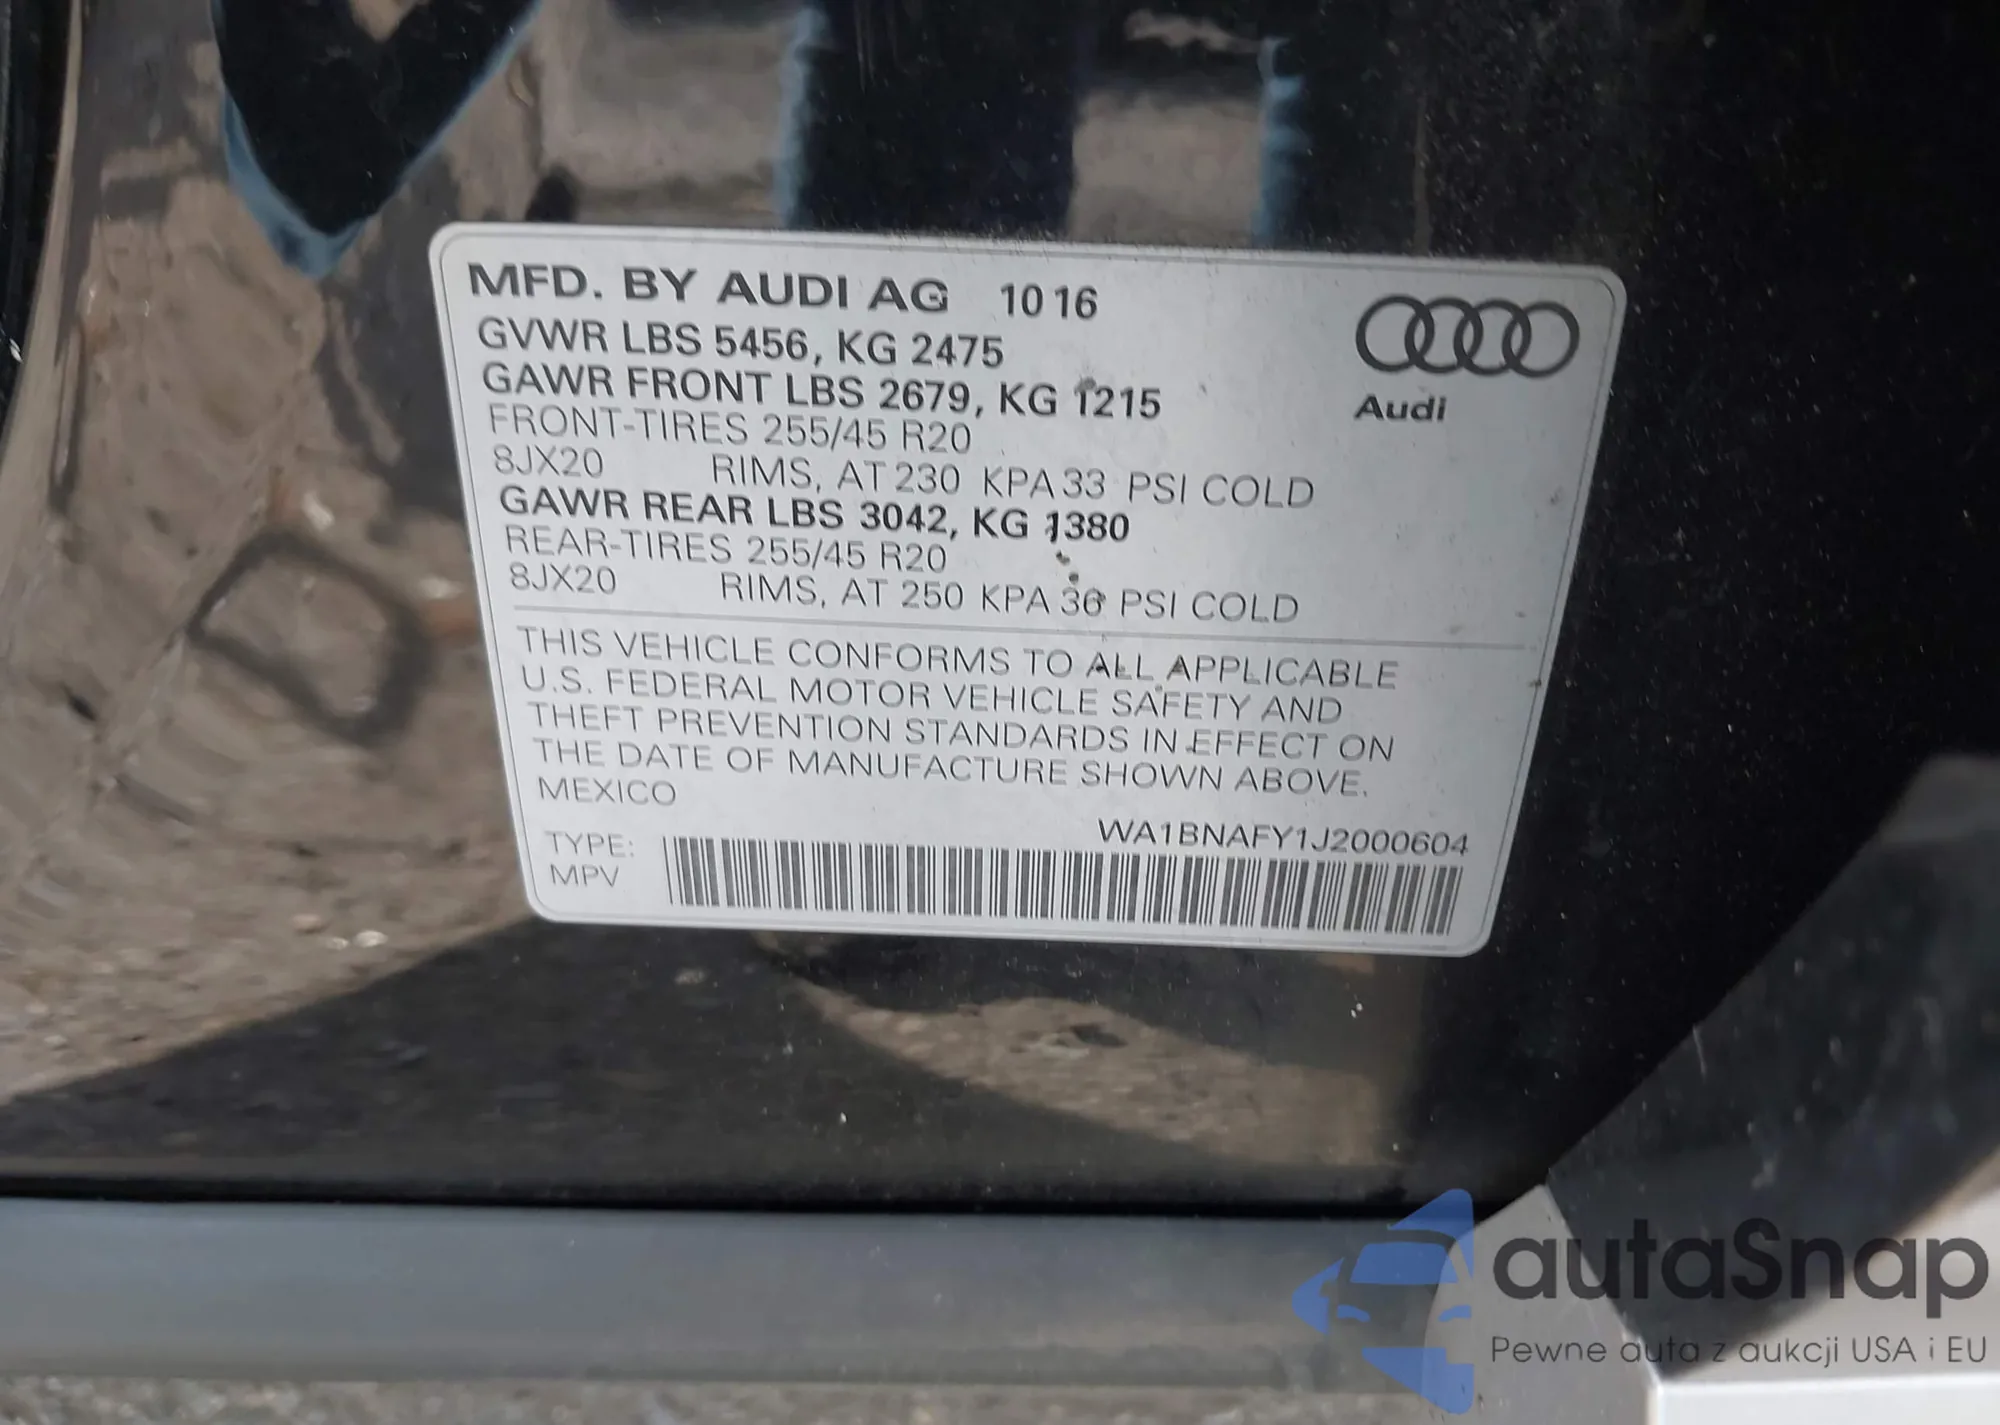 MFD. BY AUDI AG 10 16
GVWR LBS 5456, KG 2475
GAWR FRONT LBS 2679, KG 1215
FRONT-TIRES 255/45 R20
8JX20 RIMS, AT 230 KPA 33 PSI COLD
GAWR REAR LBS 3042, KG 1380
REAR-TIRES 255/45 R20
8JX20 RIMS, AT 250 KPA 36 PSI COLD
Audi
THIS VEHICLE CONFORMS TO ALL APPLICABLE
U.S. FEDERAL MOTOR VEHICLE SAFETY AND
THEFT PREVENTION STANDARDS IN EFFECT ON
THE DATE OF MANUFACTURE SHOWN ABOVE.
MEXICO
WA1BNAFY1J2000604
TYPE:
MPV
autaSnap
Pewne auta z aukcji USA i EU